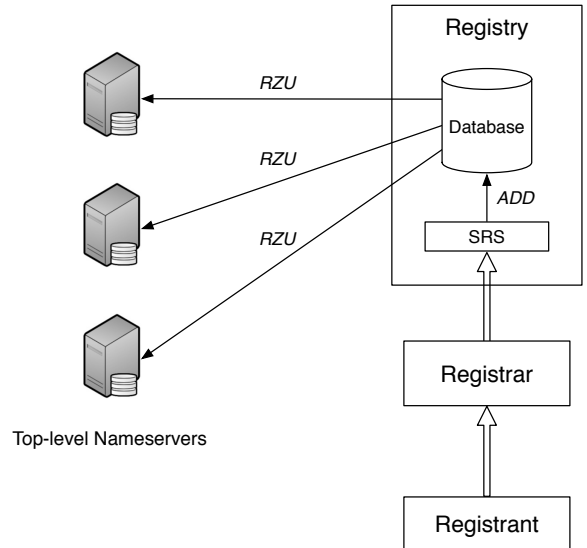 Registry
RZU
Database
RZU
ADD
RZU
SRS
Registrar
Top-level Nameservers
Registrant